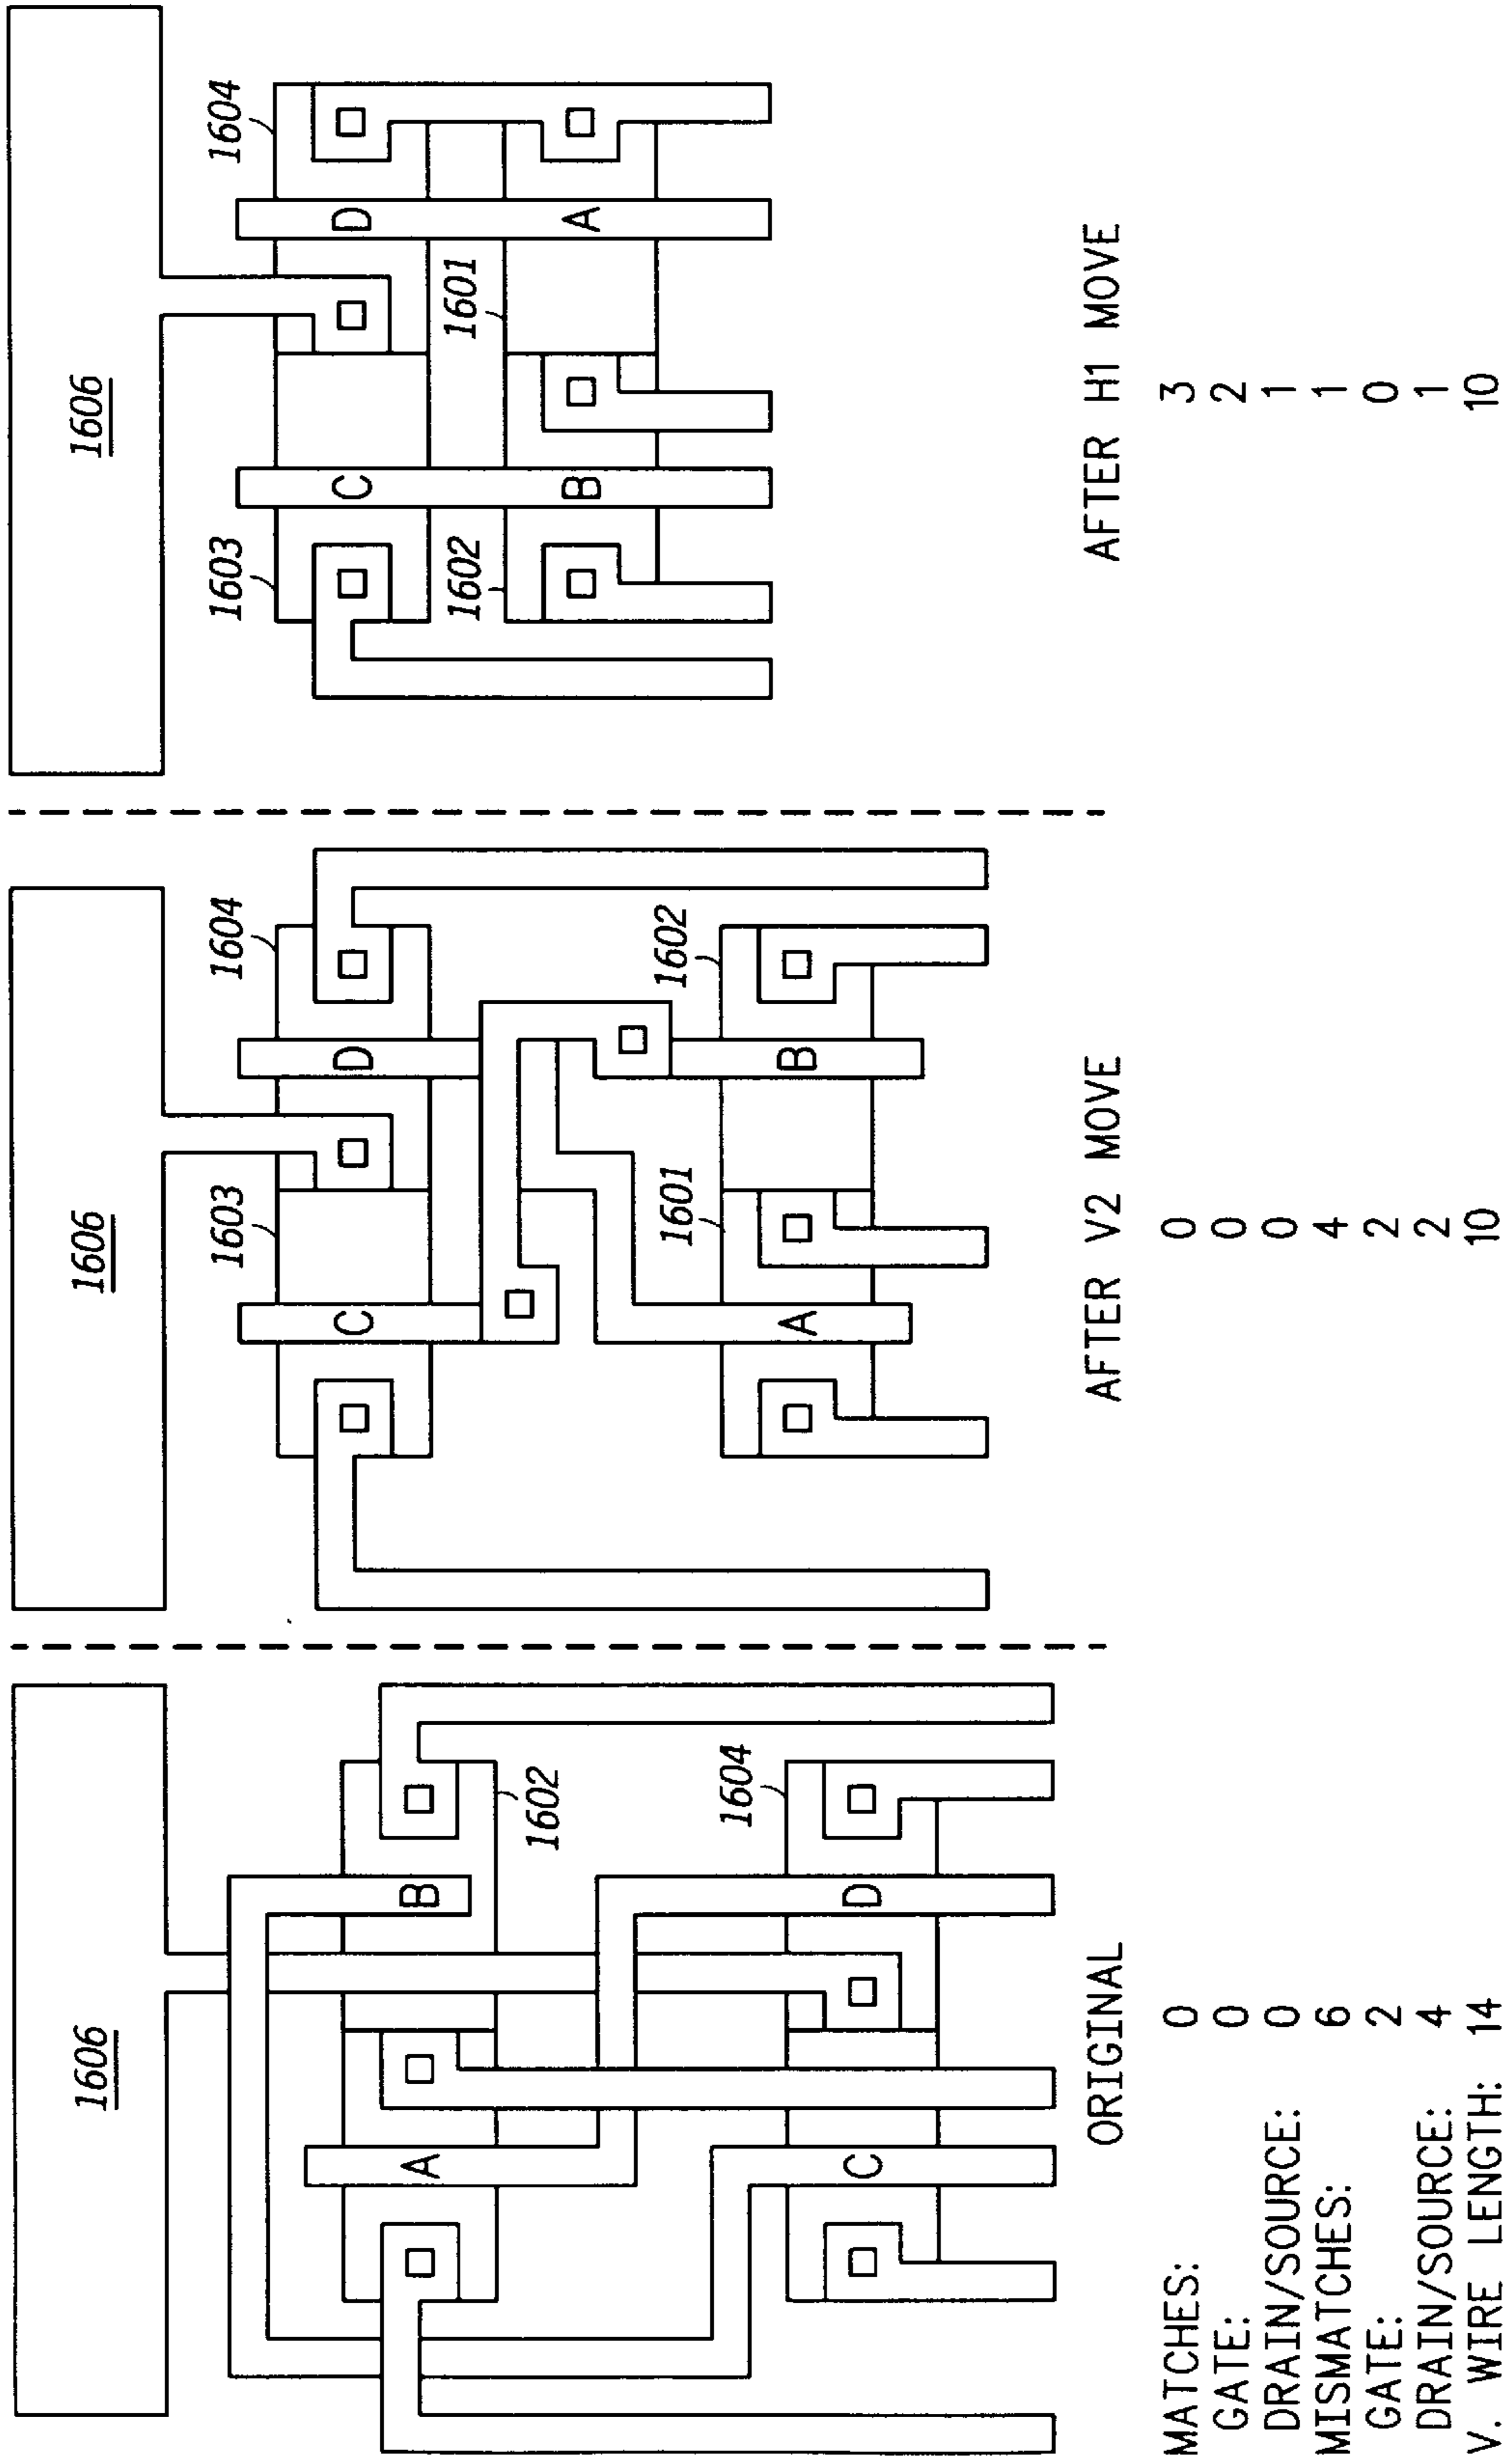 1606
B
1602
A
1604
D
C
ORIGINAL
1606
1604
D
1603
C
1602
B
1601
A
AFTER V2 MOVE
1606
1604
D
1603
C
1601
A
1602
B
AFTER H1 MOVE
MATCHES: 0 0 3
GATE: 0 0 2
DRAIN/SOURCE: 0 0 1
MISMATCHES: 6 4 1
GATE: 2 2 0
DRAIN/SOURCE: 4 2 1
V. WIRE LENGTH: 14 10 10